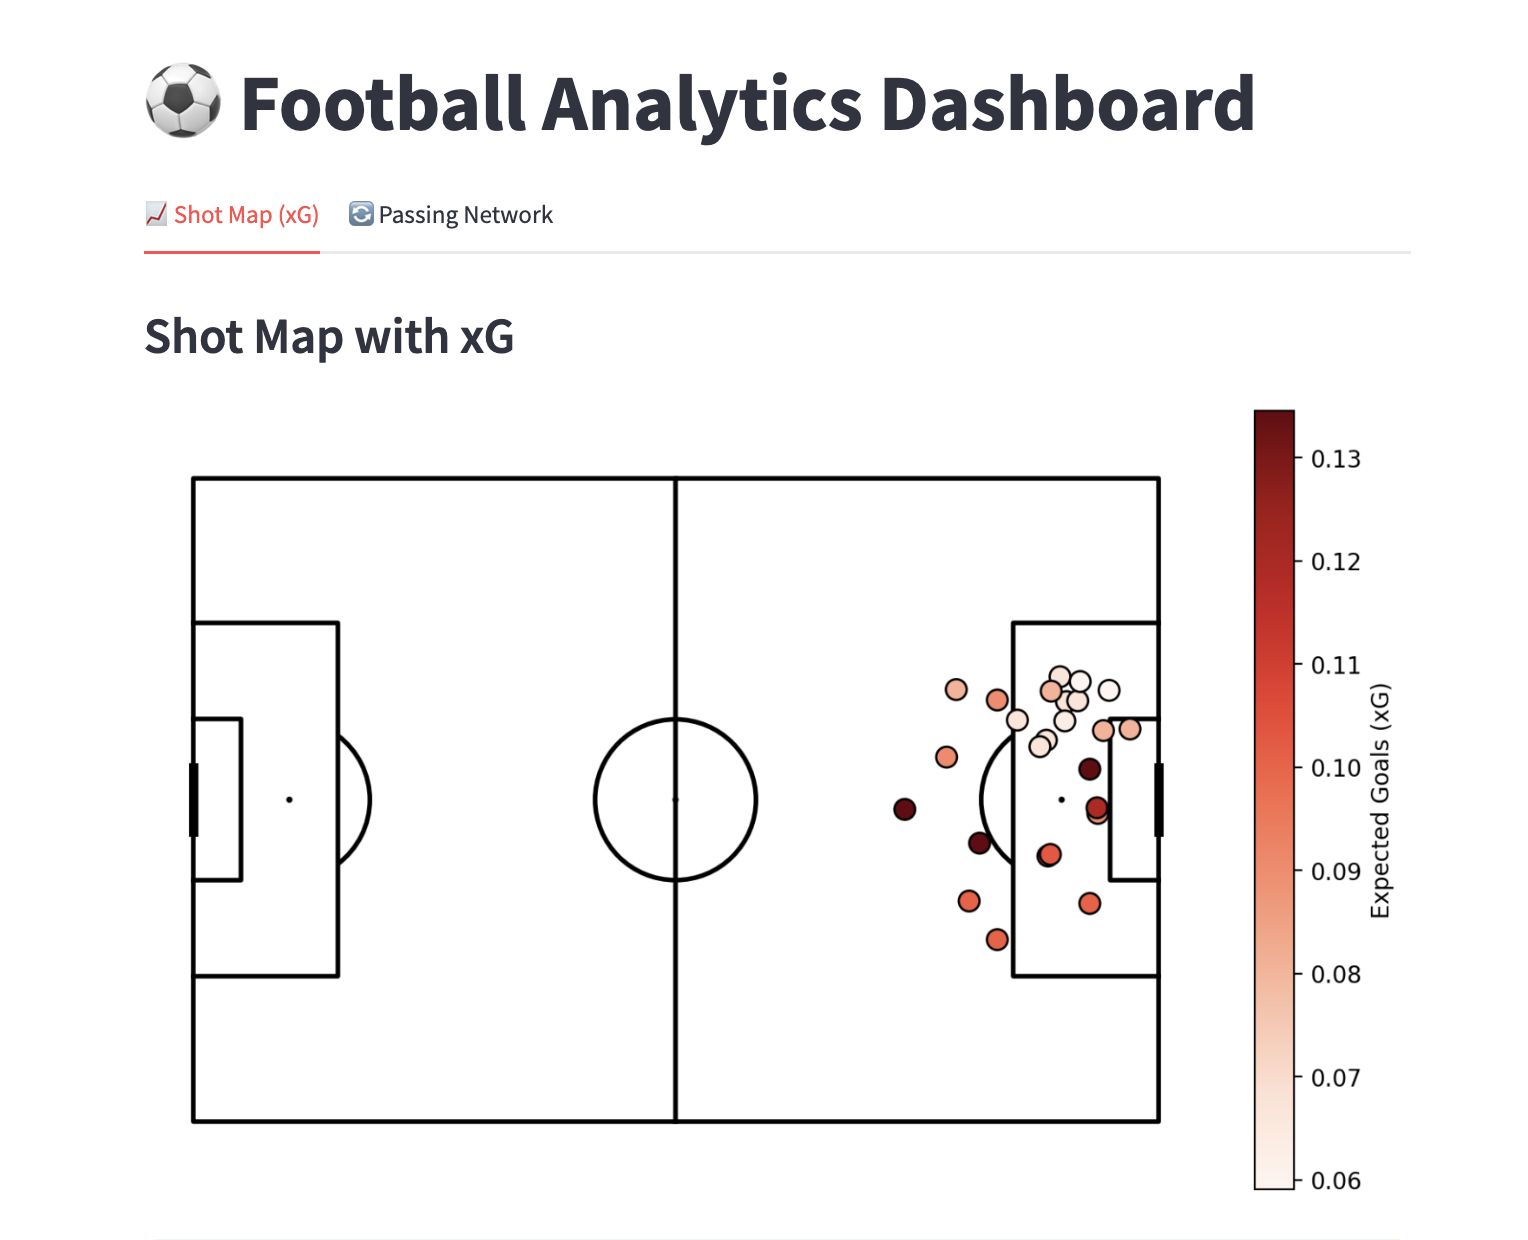 Football Analytics Dashboard
Shot Map (xG)
Passing Network
Shot Map with xG
0.13
0.12
0.11
0.10
0.09
0.08
0.07
0.06
Expected Goals (xG)